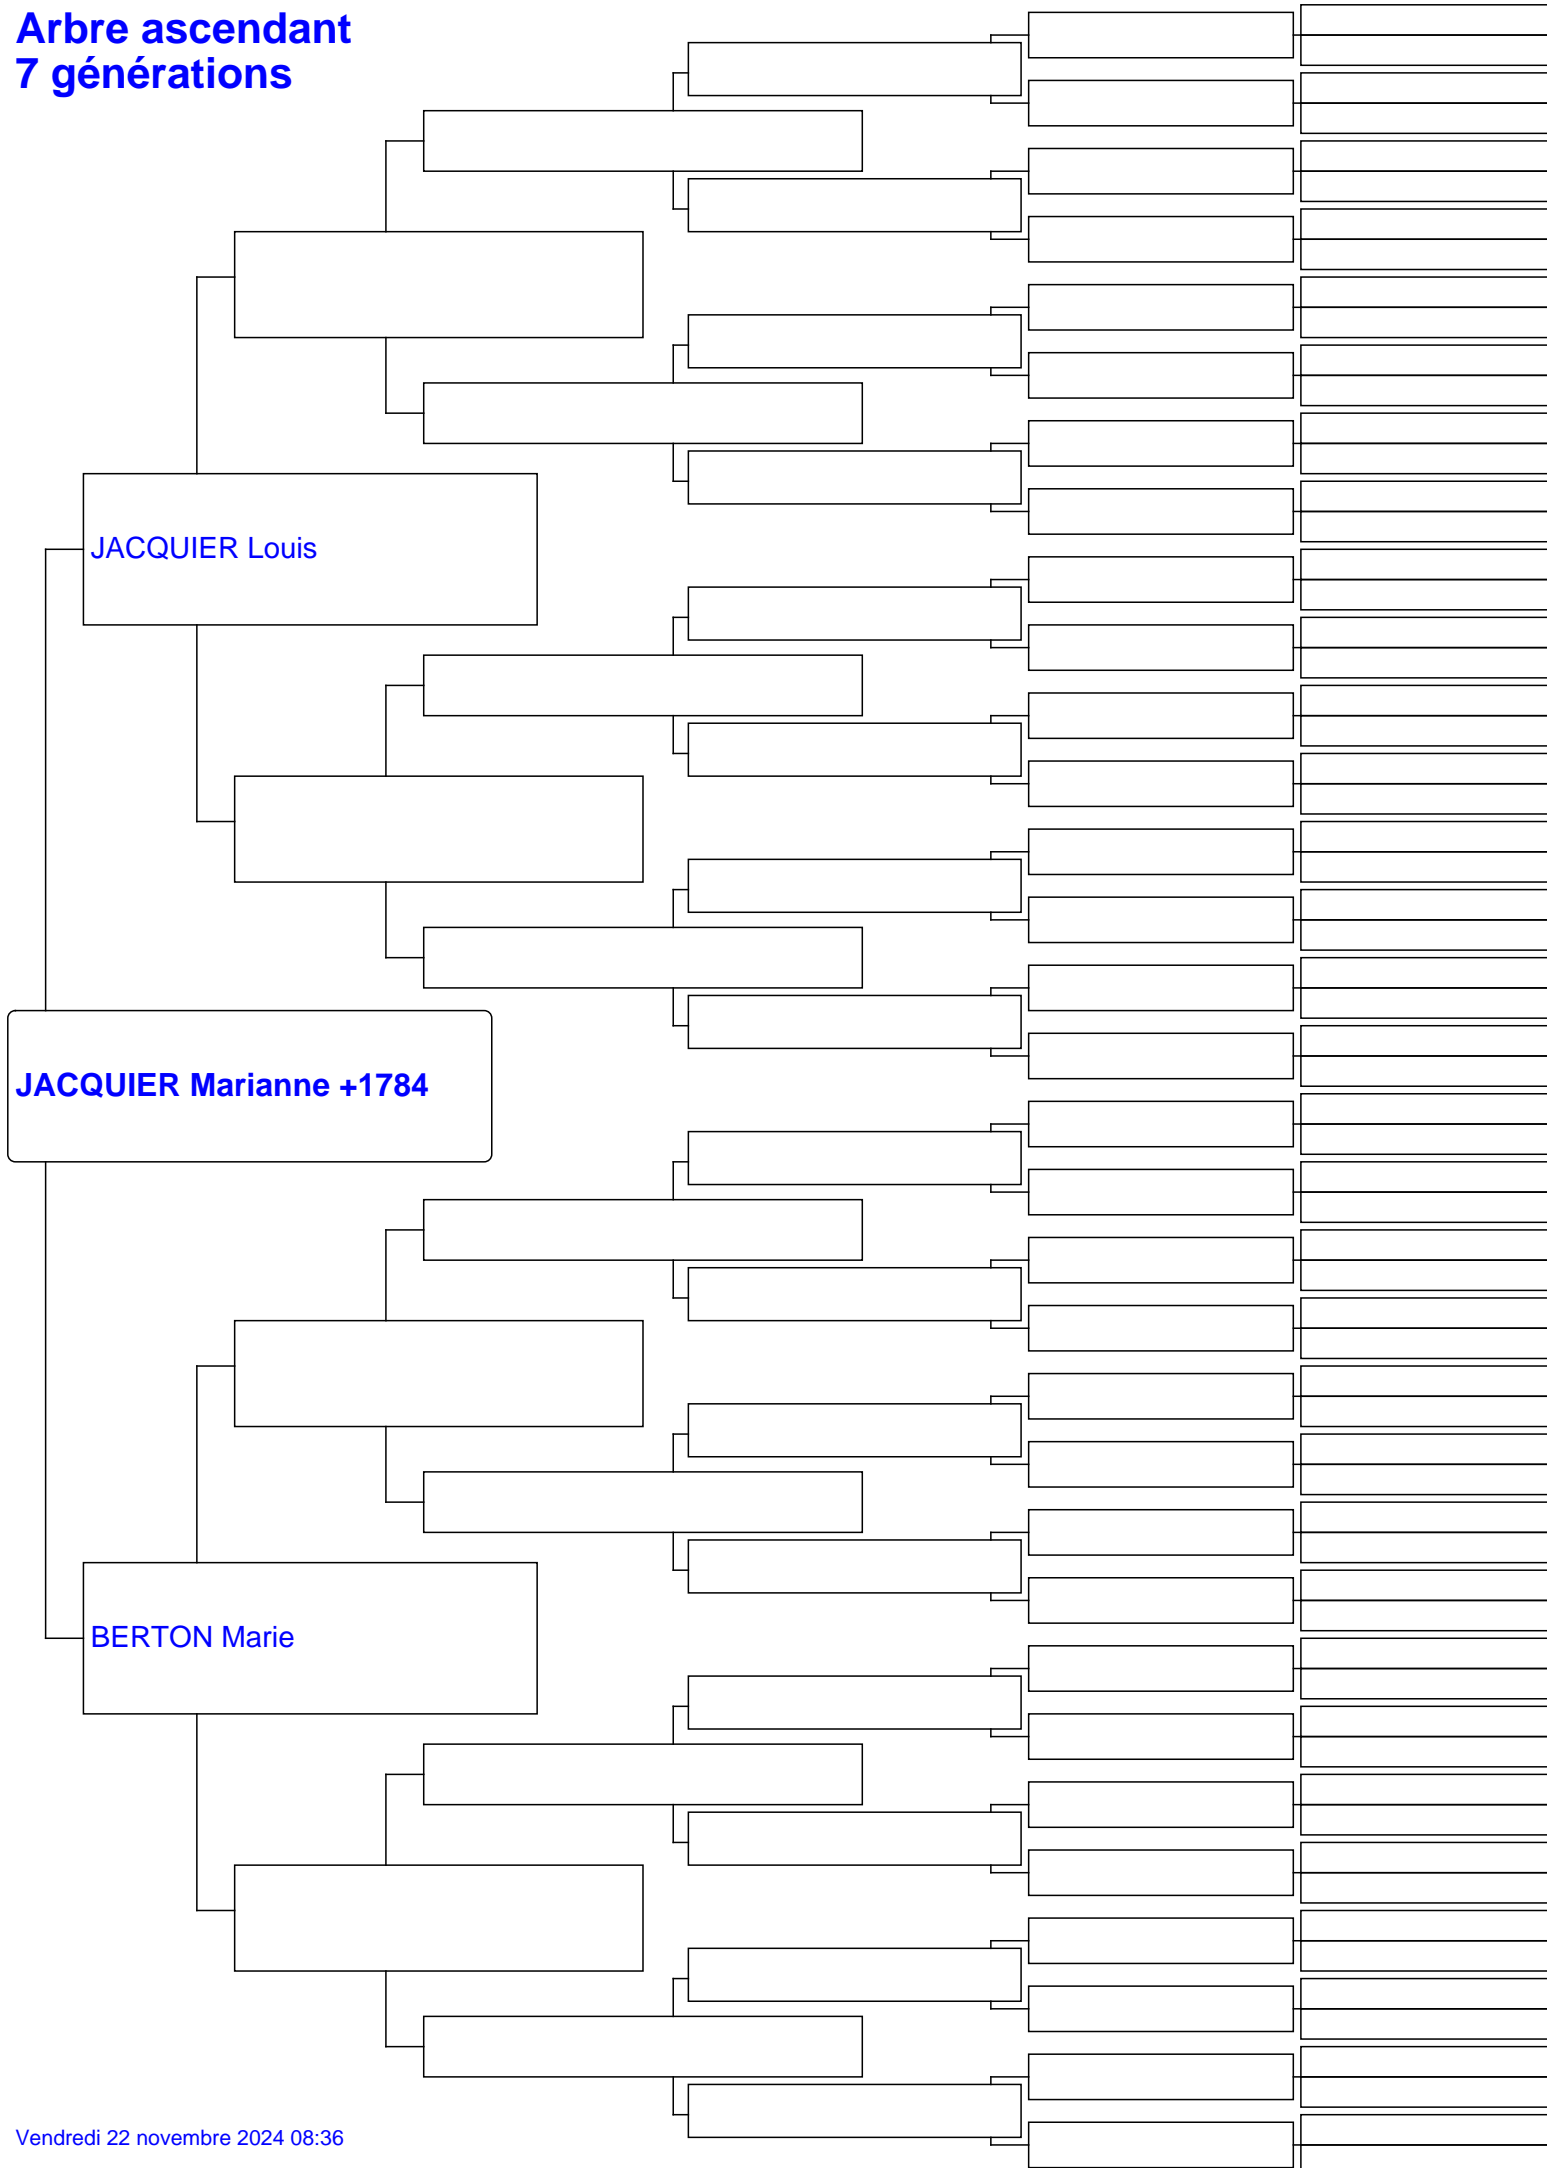 Arbre ascendant
7 générations
JACQUIER Louis
JACQUIER Marianne +1784
BERTON Marie
Vendredi 22 novembre 2024 08:36